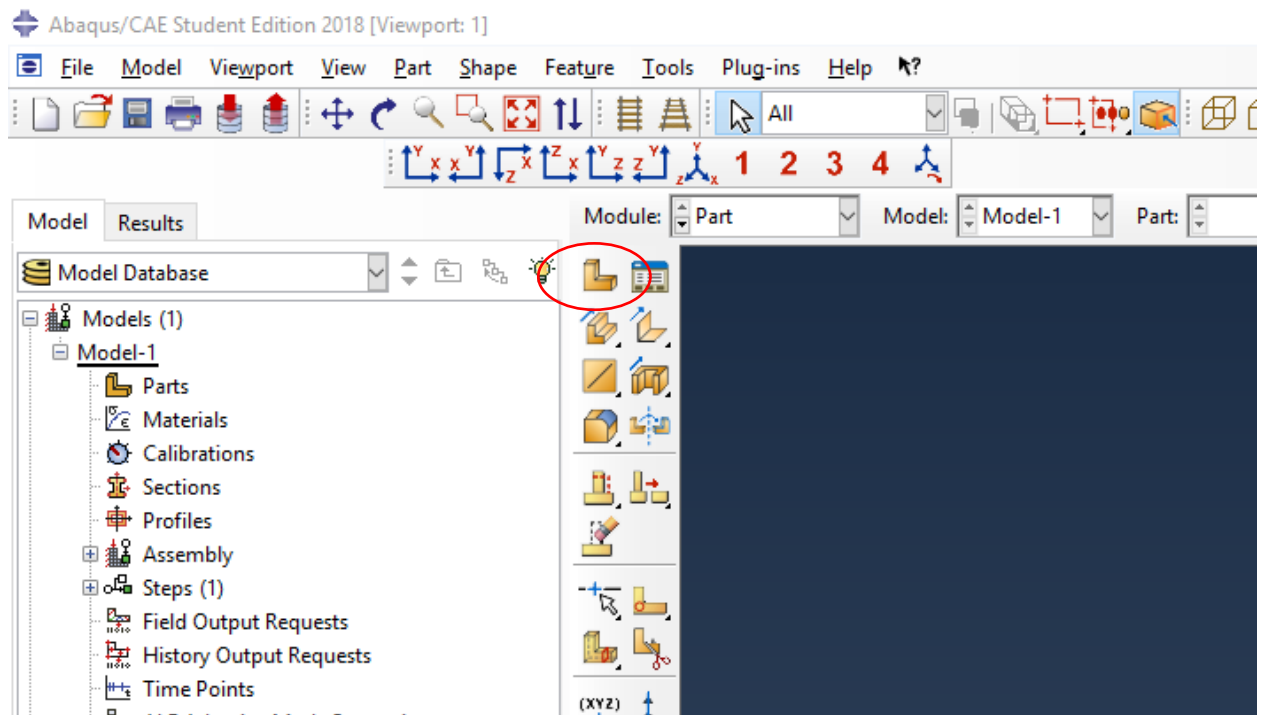 Abaqus/CAE Student Edition 2018 [Viewport: 1]
File Model Viewport View Part Shape Feature Tools Plug-ins Help ?
All
Y x x Y z x Z x Y z z Y z Y x 1 2 3 4
Model Results Module: Part Model: Model-1 Part:
Model Database
Models (1)
Model-1
Parts
Materials
Calibrations
Sections
Profiles
Assembly
Steps (1)
Field Output Requests
History Output Requests
Time Points
(XYZ)